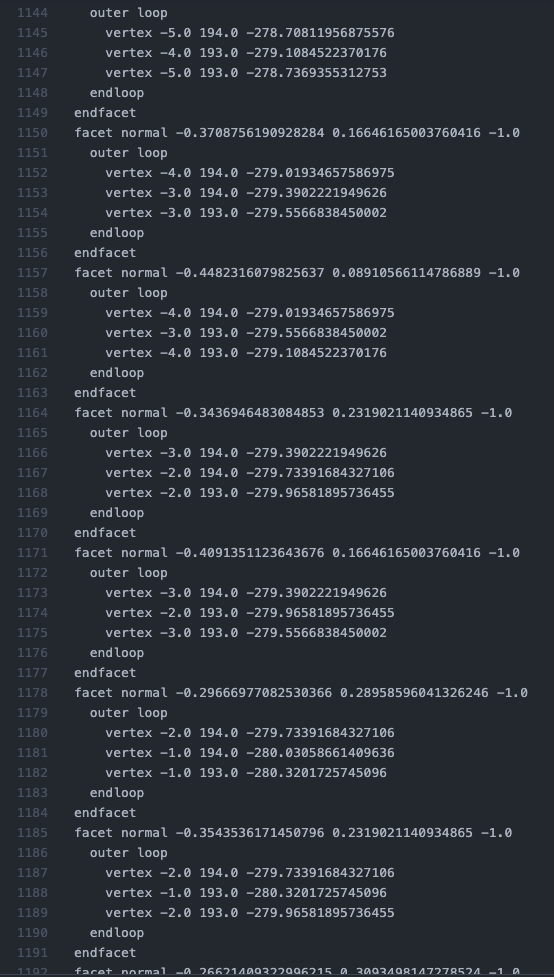 1144 outer loop
1145 vertex -5.0 194.0 -278.70811956875576
1146 vertex -4.0 193.0 -279.1084522370176
1147 vertex -5.0 193.0 -278.7369355312753
1148 endloop
1149 endfacet
1150 facet normal -0.3708756190928284 0.16646165003760416 -1.0
1151 outer loop
1152 vertex -4.0 194.0 -279.01934657586975
1153 vertex -3.0 194.0 -279.3902221949626
1154 vertex -3.0 193.0 -279.5566838450002
1155 endloop
1156 endfacet
1157 facet normal -0.4482316079825637 0.08910566114786889 -1.0
1158 outer loop
1159 vertex -4.0 194.0 -279.01934657586975
1160 vertex -3.0 193.0 -279.5566838450002
1161 vertex -4.0 193.0 -279.1084522370176
1162 endloop
1163 endfacet
1164 facet normal -0.3436946483084853 0.2319021140934865 -1.0
1165 outer loop
1166 vertex -3.0 194.0 -279.3902221949626
1167 vertex -2.0 194.0 -279.73391684327106
1168 vertex -2.0 193.0 -279.96581895736455
1169 endloop
1170 endfacet
1171 facet normal -0.4091351123643676 0.16646165003760416 -1.0
1172 outer loop
1173 vertex -3.0 194.0 -279.3902221949626
1174 vertex -2.0 193.0 -279.96581895736455
1175 vertex -3.0 193.0 -279.5566838450002
1176 endloop
1177 endfacet
1178 facet normal -0.29666977082530366 0.28958596041326246 -1.0
1179 outer loop
1180 vertex -2.0 194.0 -279.73391684327106
1181 vertex -1.0 194.0 -280.03058661409636
1182 vertex -1.0 193.0 -280.3201725745096
1183 endloop
1184 endfacet
1185 facet normal -0.3543536171450796 0.2319021140934865 -1.0
1186 outer loop
1187 vertex -2.0 194.0 -279.73391684327106
1188 vertex -1.0 193.0 -280.3201725745096
1189 vertex -2.0 193.0 -279.96581895736455
1190 endloop
1191 endfacet
1192 facet normal -0.26621409322996215 0.3093498147278524 -1.0